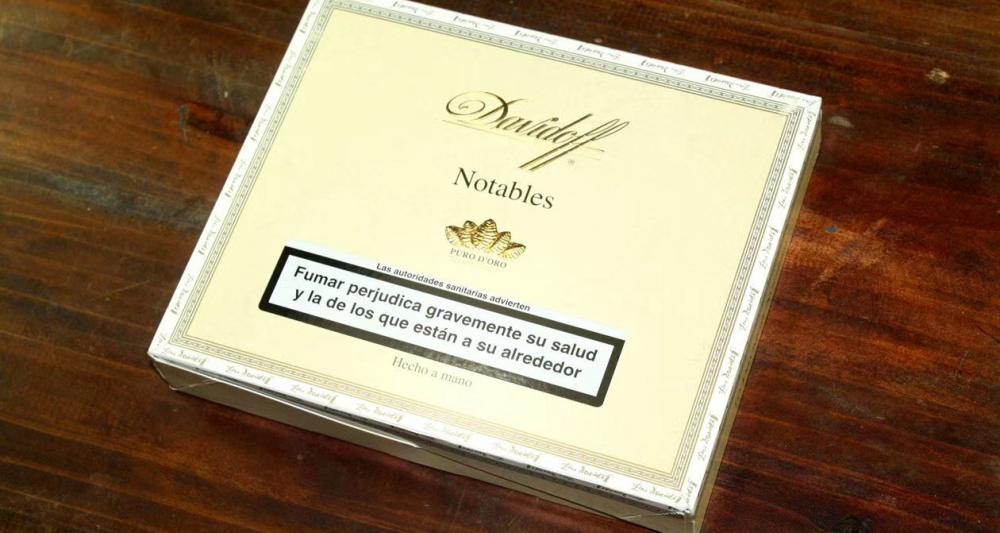 Davidoff
Notables
PURO D'ORO
Las autoridades sanitarias advierten
Fumar perjudica gravemente su salud
y la de los que están a su alrededor
Hecho a mano